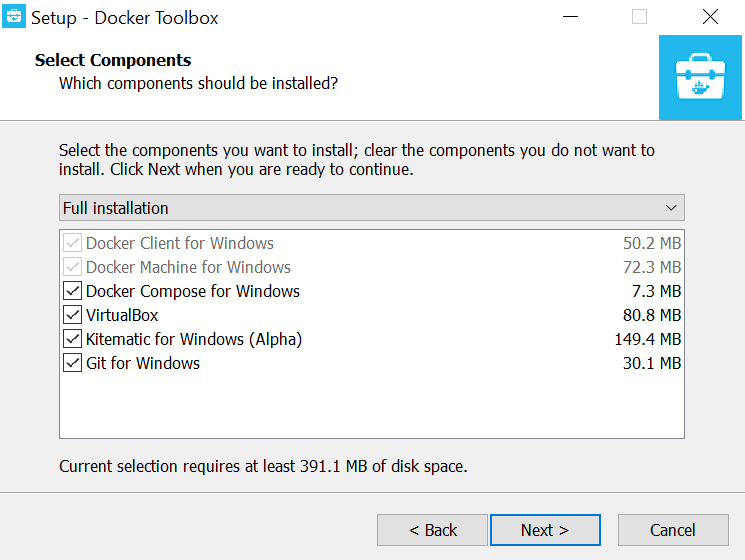 Setup - Docker Toolbox
Select Components
Which components should be installed?
Select the components you want to install; clear the components you do not want to
install. Click Next when you are ready to continue.
Full installation
Docker Client for Windows 50.2 MB
Docker Machine for Windows 72.3 MB
Docker Compose for Windows 7.3 MB
VirtualBox 80.8 MB
Kitematic for Windows (Alpha) 149.4 MB
Git for Windows 30.1 MB
Current selection requires at least 391.1 MB of disk space.
< Back Next > Cancel